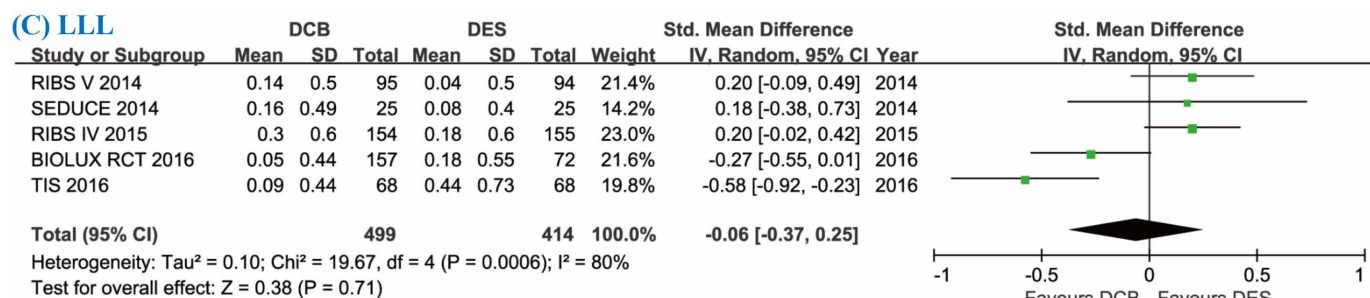 (C) LLL
DCB DES Std. Mean Difference Std. Mean Difference
Study or Subgroup Mean SD Total Mean SD Total Weight IV, Random, 95% CI Year IV, Random, 95% CI
RIBS V 2014 0.14 0.5 95 0.04 0.5 94 21.4% 0.20 [-0.09, 0.49] 2014
SEDUCE 2014 0.16 0.49 25 0.08 0.4 25 14.2% 0.18 [-0.38, 0.73] 2014
RIBS IV 2015 0.3 0.6 154 0.18 0.6 155 23.0% 0.20 [-0.02, 0.42] 2015
BIOLUX RCT 2016 0.05 0.44 157 0.18 0.55 72 21.6% -0.27 [-0.55, 0.01] 2016
TIS 2016 0.09 0.44 68 0.44 0.73 68 19.8% -0.58 [-0.92, -0.23] 2016
Total (95% CI) 499 414 100.0% -0.06 [-0.37, 0.25]
Heterogeneity: Tau² = 0.10; Chi² = 19.67, df = 4 (P = 0.0006); I² = 80%
Test for overall effect: Z = 0.38 (P = 0.71)
-1 -0.5 0 0.5 1
Favours DCB Favours DES